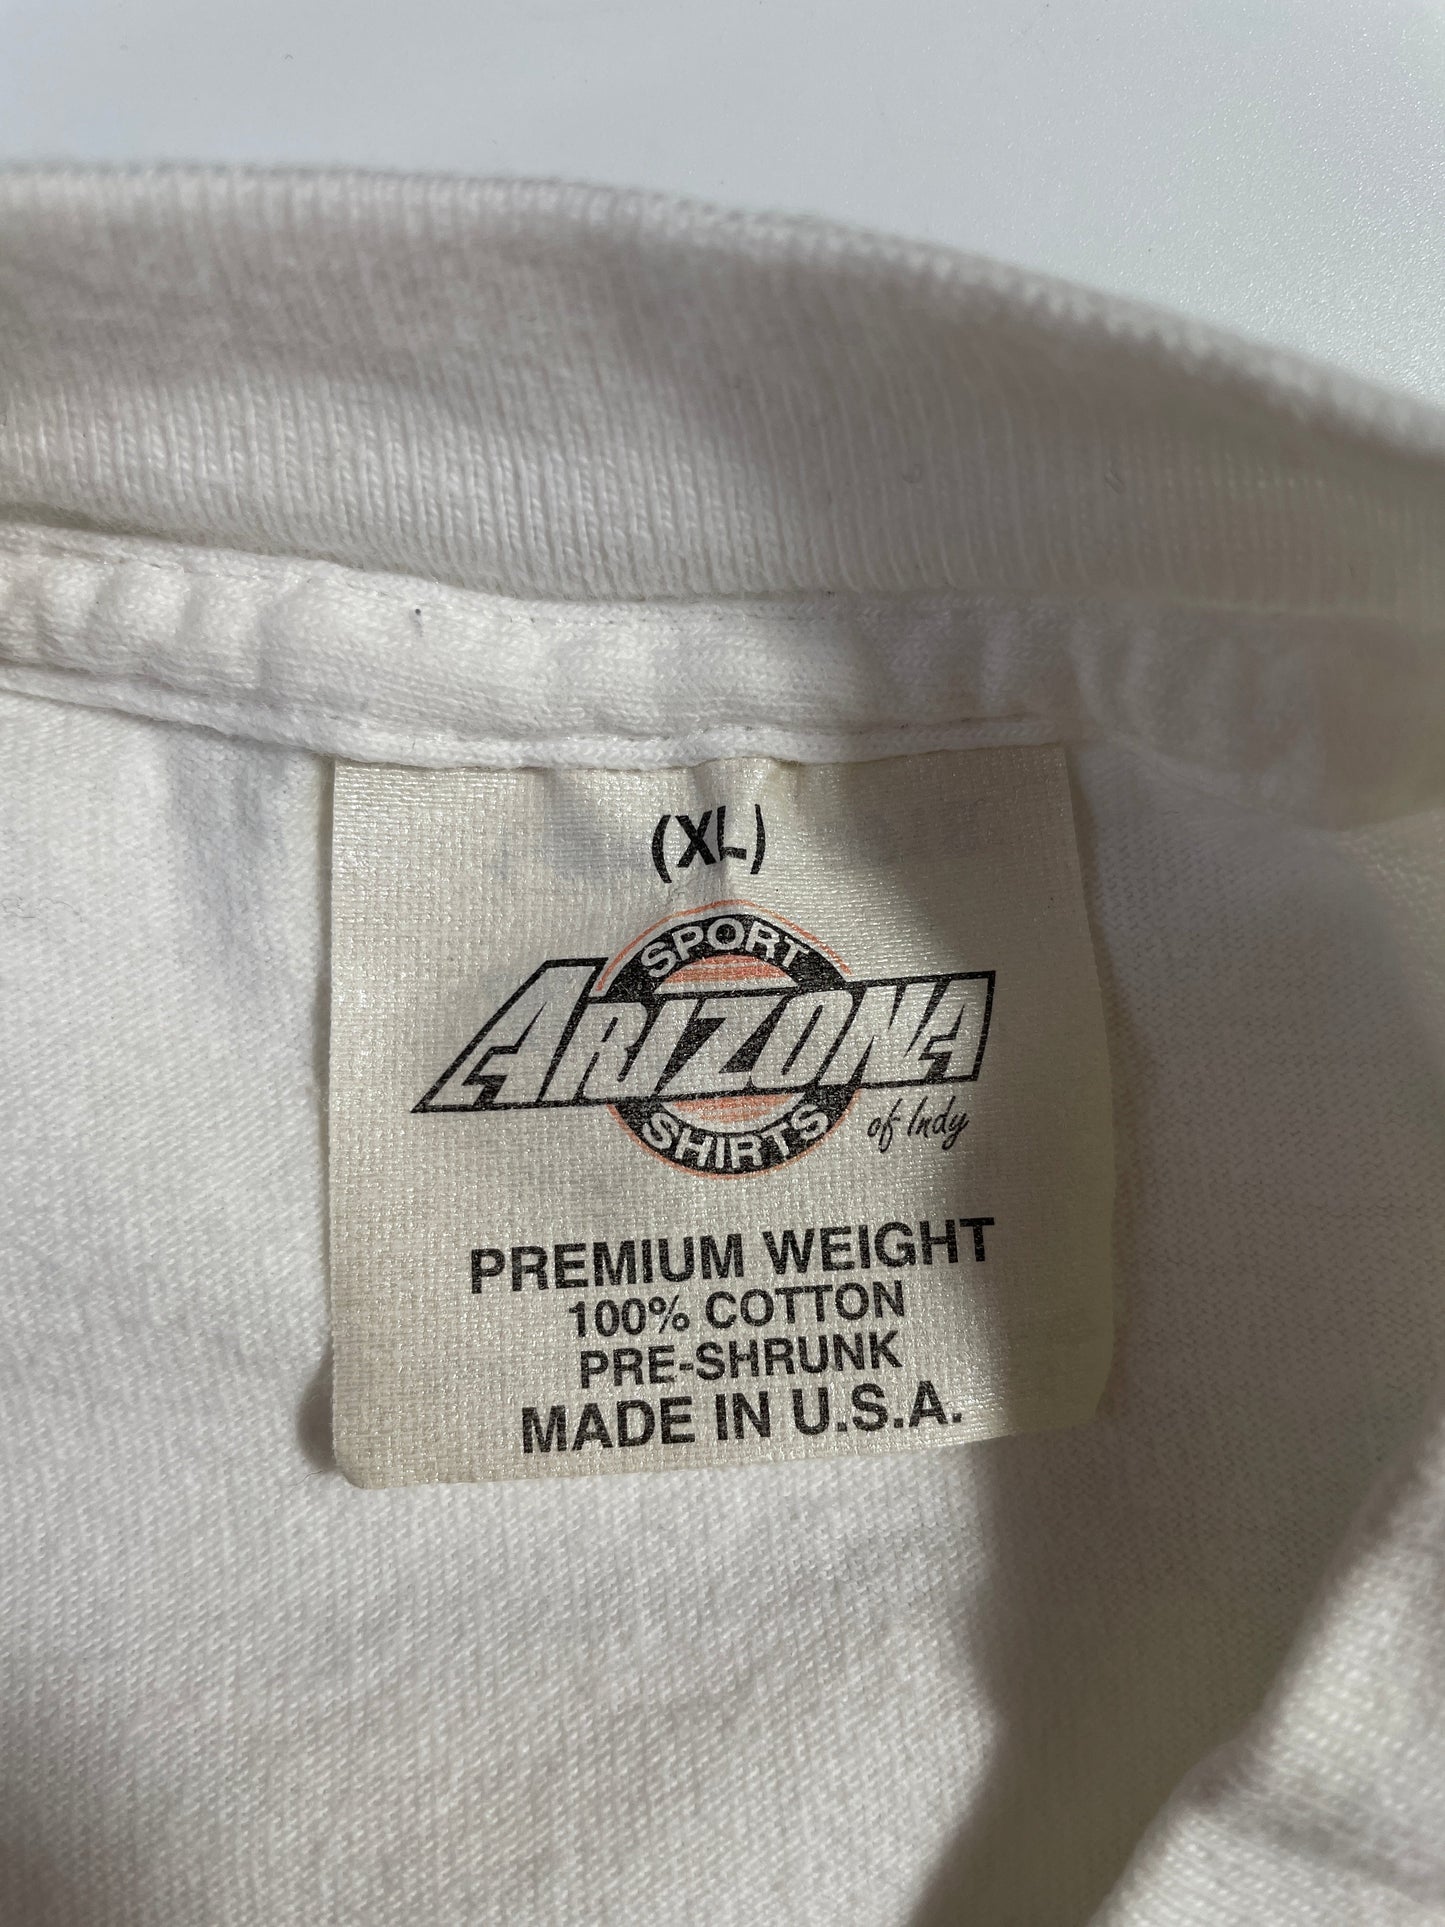 (XL)
SPORT
ARIZONA
SHIRTS
of Indy
PREMIUM WEIGHT
100% COTTON
PRE-SHRUNK
MADE IN U.S.A.